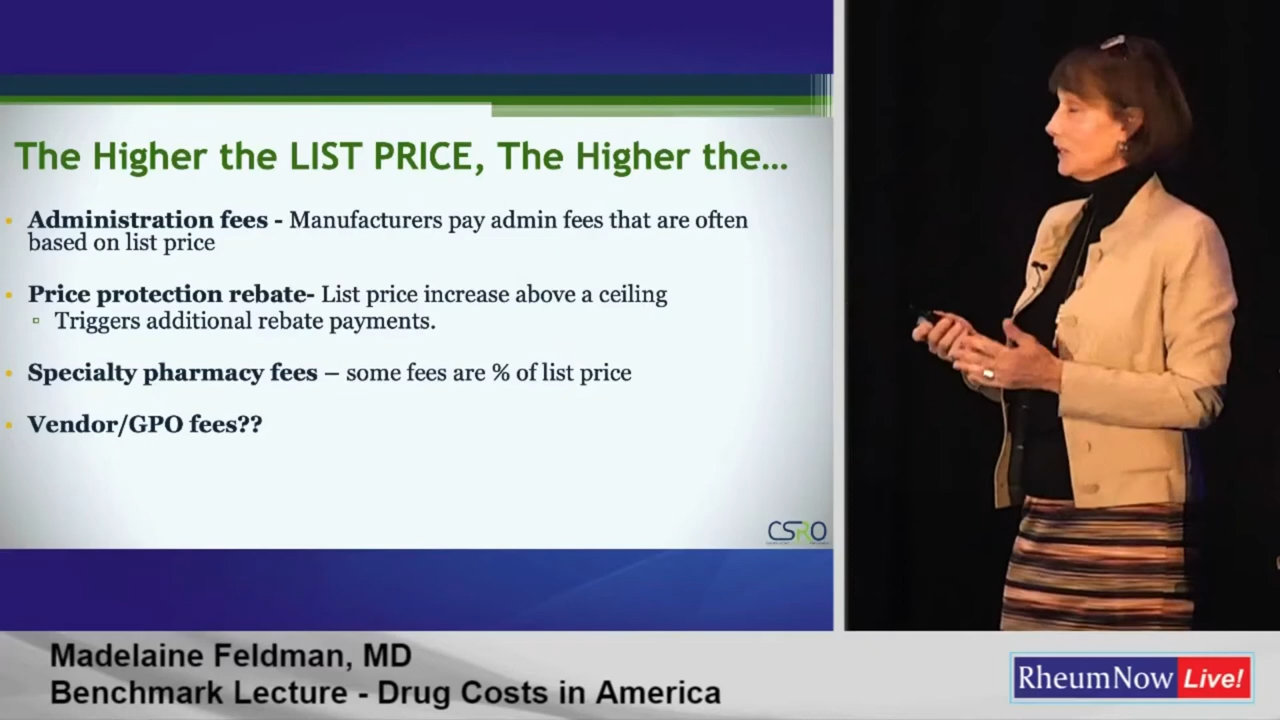 The Higher the LIST PRICE, The Higher the...
• Administration fees - Manufacturers pay admin fees that are often
based on list price
• Price protection rebate- List price increase above a ceiling
▫ Triggers additional rebate payments.
• Specialty pharmacy fees – some fees are % of list price
• Vendor/GPO fees??
CSRO
Madelaine Feldman, MD
Benchmark Lecture - Drug Costs in America
RheumNow Live!